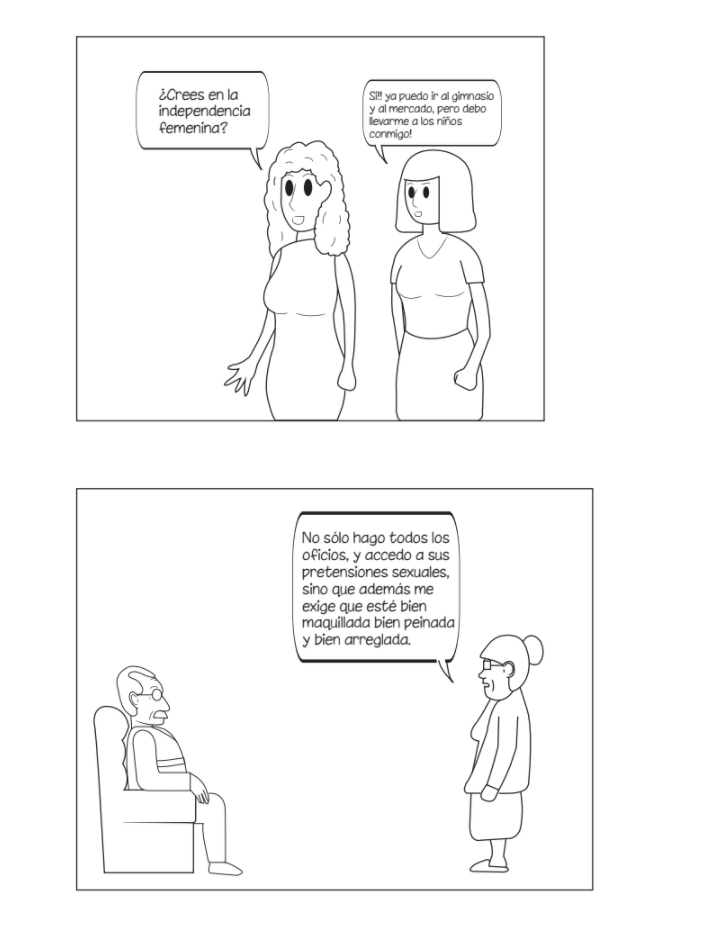 ¿Crees en la
independencia
femenina?
Sí!! ya puedo ir al gimnasio
y al mercado, pero debo
llevarme a los niños
conmigo!
No sólo hago todos los
oficios, y accedo a sus
pretensiones sexuales,
sino que además me
exige que esté bien
maquillada bien peinada
y bien arreglada.